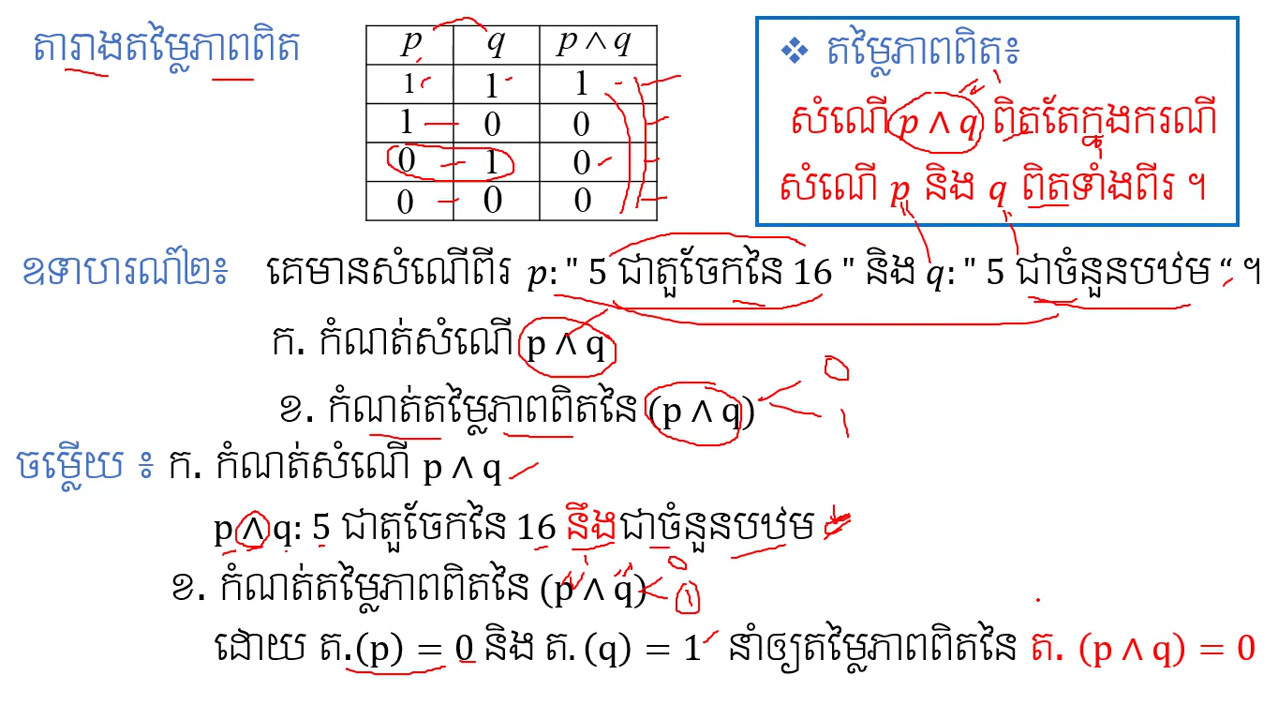 តារាងតម្លៃភាពពិត
p q p ∧ q
1 1 1
1 0 0
0 1 0
0 0 0
❖ តម្លៃភាពពិត៖
សំណើ p ∧ q ពិតតែក្នុងករណី
សំណើ p និង q ពិតទាំងពីរ ។
ឧទាហរណ៍២៖ គេមានសំណើពីរ p: " 5 ជាតួចែកនៃ 16 " និង q: " 5 ជាចំនួនបឋម “ ។
ក. កំណត់សំណើ p ∧ q
ខ. កំណត់តម្លៃភាពពិតនៃ (p ∧ q)
0
1
ចម្លើយ ៖ ក. កំណត់សំណើ p ∧ q
p ∧ q: 5 ជាតួចែកនៃ 16 នឹងជាចំនួនបឋម
ខ. កំណត់តម្លៃភាពពិតនៃ (p ∧ q)
0
1
ដោយ ត.(p) = 0 និង ត. (q) = 1 នាំឲ្យតម្លៃភាពពិតនៃ ត. (p ∧ q) = 0